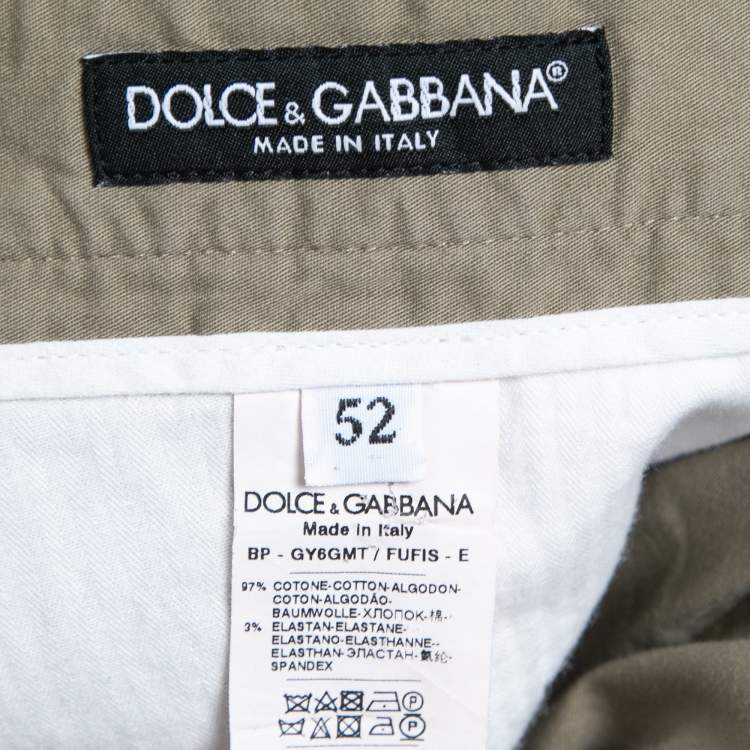 DOLCE & GABBANA®
MADE IN ITALY
52
DOLCE & GABBANA
Made in Italy
BP - GY6GMT / FUFIS - E
97% COTONE-COTTON-ALGODON-
COTON-ALGODÃO-
BAUMWOLLE-ХЛОПОК-棉-
3% ELASTAN-ELASTANE-
ELASTANO-ELASTHANNE--
ELASTHAN-ЭЛАСТАН-氨纶-
SPANDEX
P
P